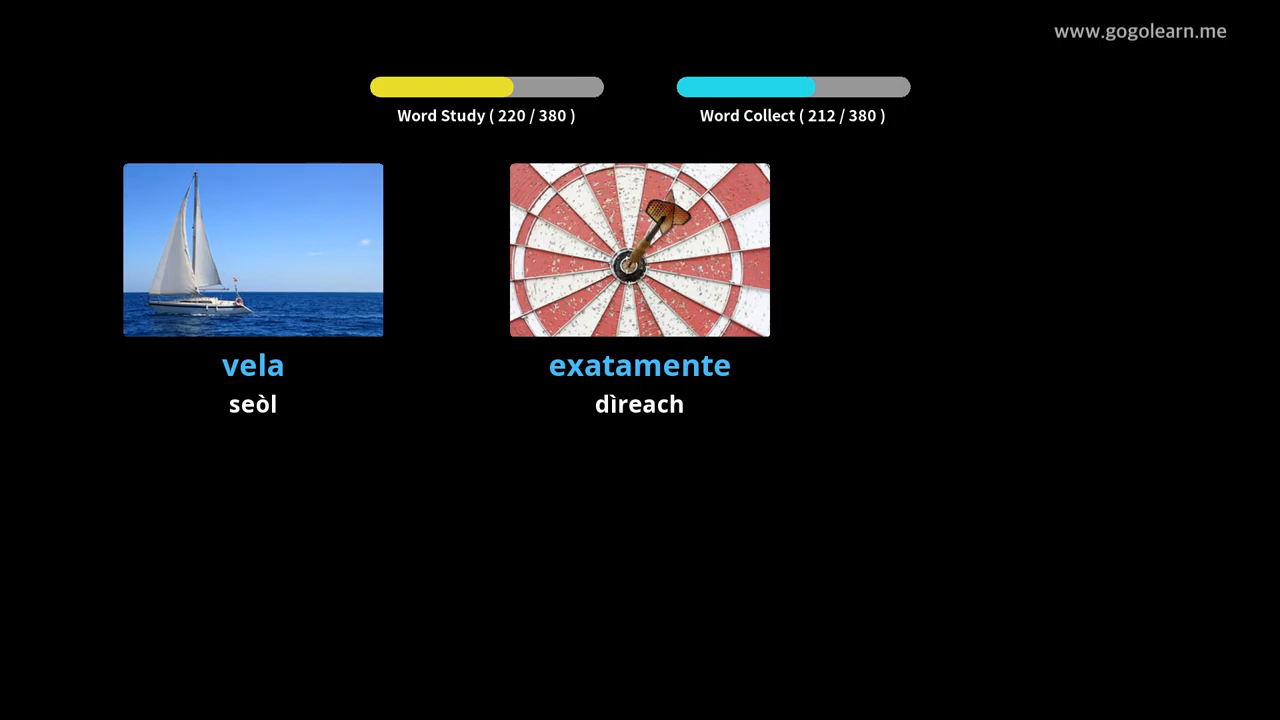 www.gogolearn.me
Word Study ( 220 / 380 )
Word Collect ( 212 / 380 )
vela
seòl
exatamente
dìreach